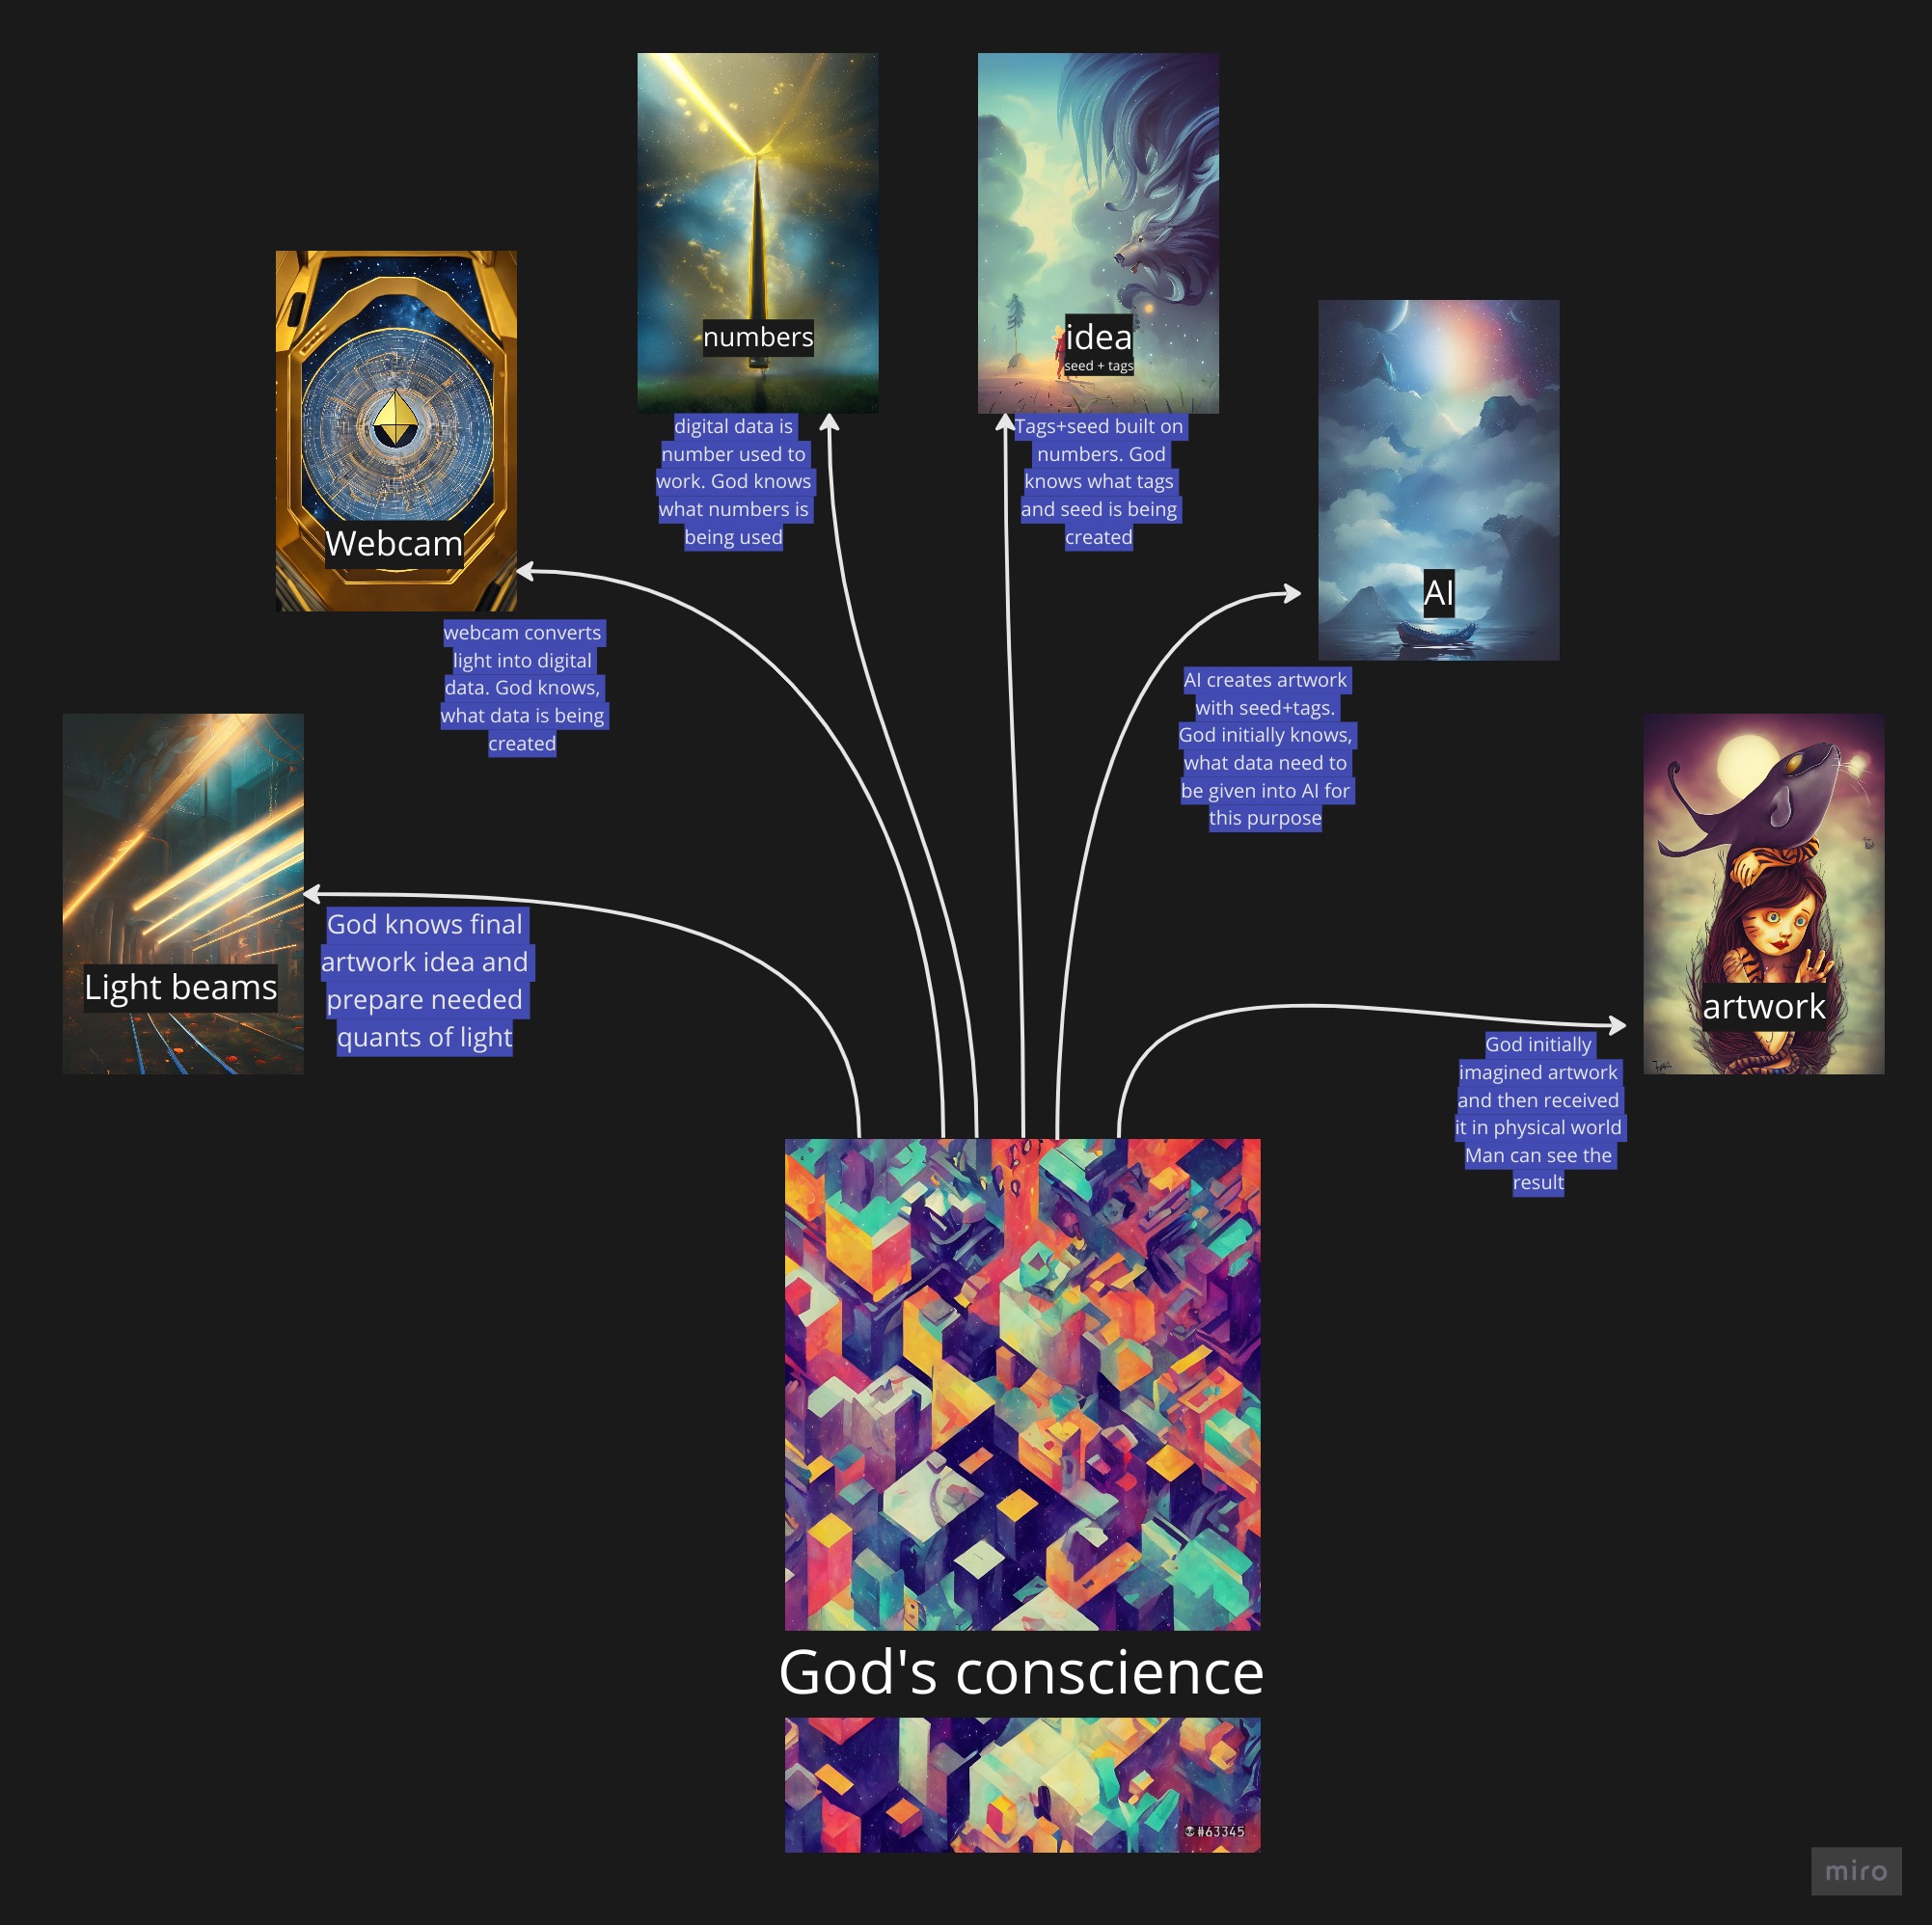 numbers
digital data is
number used to
work. God knows
what numbers is
being used
idea
seed + tags
Tags+seed built on
numbers. God
knows what tags
and seed is being
created
Webcam
webcam converts
light into digital
data. God knows,
what data is being
created
AI
AI creates artwork
with seed+tags.
God initially knows,
what data need to
be given into AI for
this purpose
Light beams
God knows final
artwork idea and
prepare needed
quants of light
artwork
God initially
imagined artwork
and then received
it in physical world
Man can see the
result
God's conscience
#63345
miro